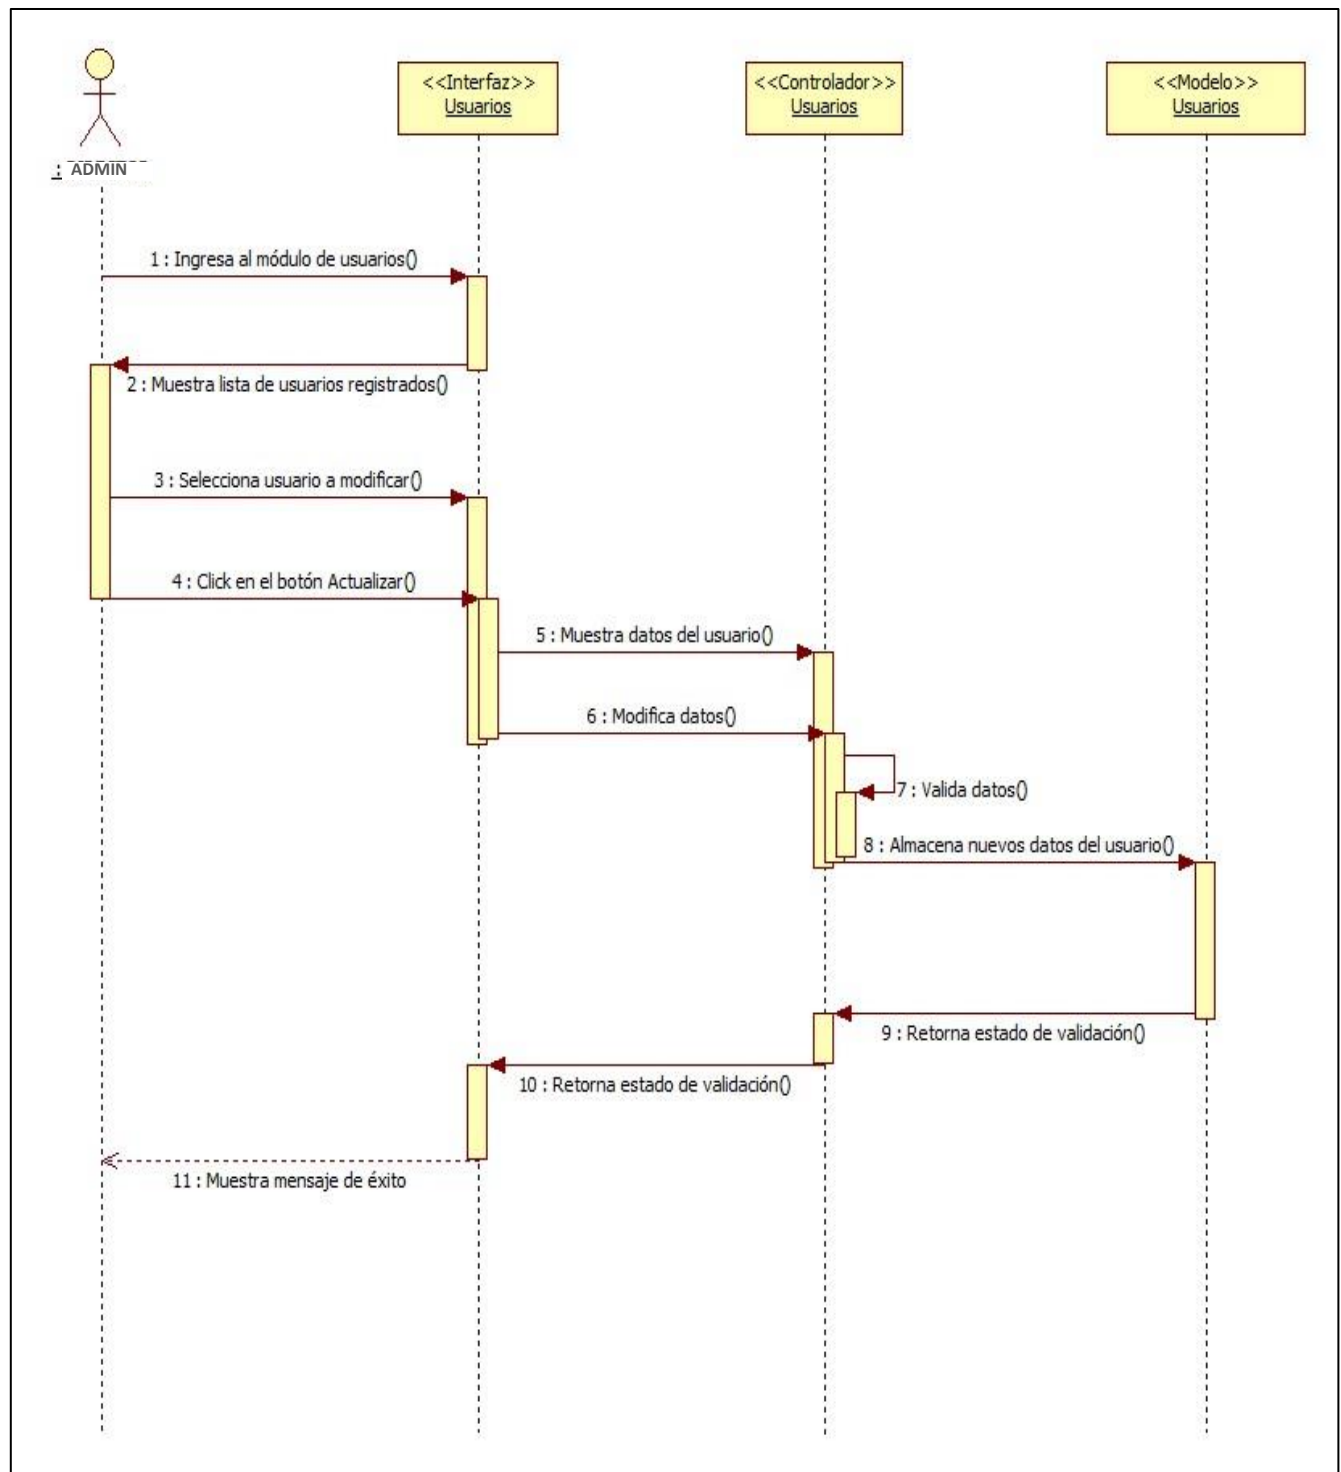 : ADMIN
<<Interfaz>>
Usuarios
<<Controlador>>
Usuarios
<<Modelo>>
Usuarios
1 : Ingresa al módulo de usuarios()
2 : Muestra lista de usuarios registrados()
3 : Selecciona usuario a modificar()
4 : Click en el botón Actualizar()
5 : Muestra datos del usuario()
6 : Modifica datos()
7 : Valida datos()
8 : Almacena nuevos datos del usuario()
9 : Retorna estado de validación()
10 : Retorna estado de validación()
11 : Muestra mensaje de éxito